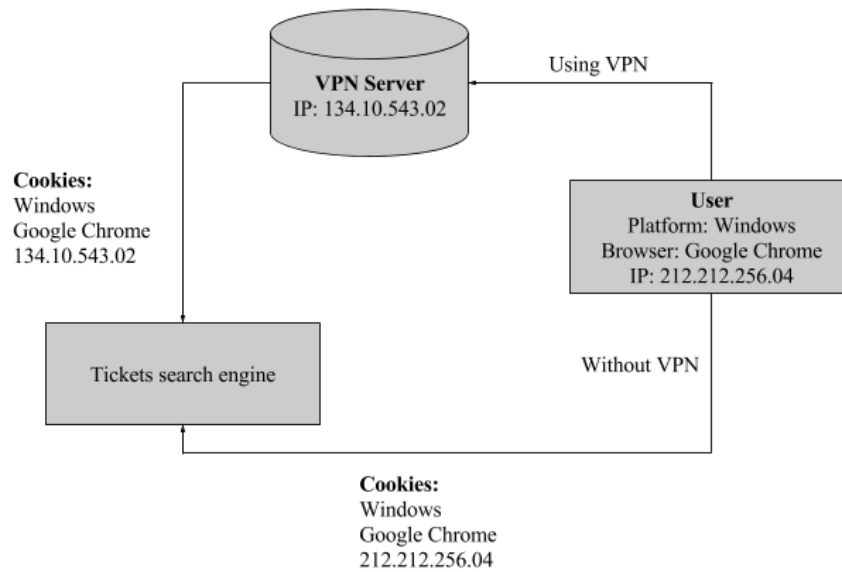 VPN Server
IP: 134.10.543.02
Using VPN
Cookies:
Windows
Google Chrome
134.10.543.02
User
Platform: Windows
Browser: Google Chrome
IP: 212.212.256.04
Tickets search engine
Without VPN
Cookies:
Windows
Google Chrome
212.212.256.04